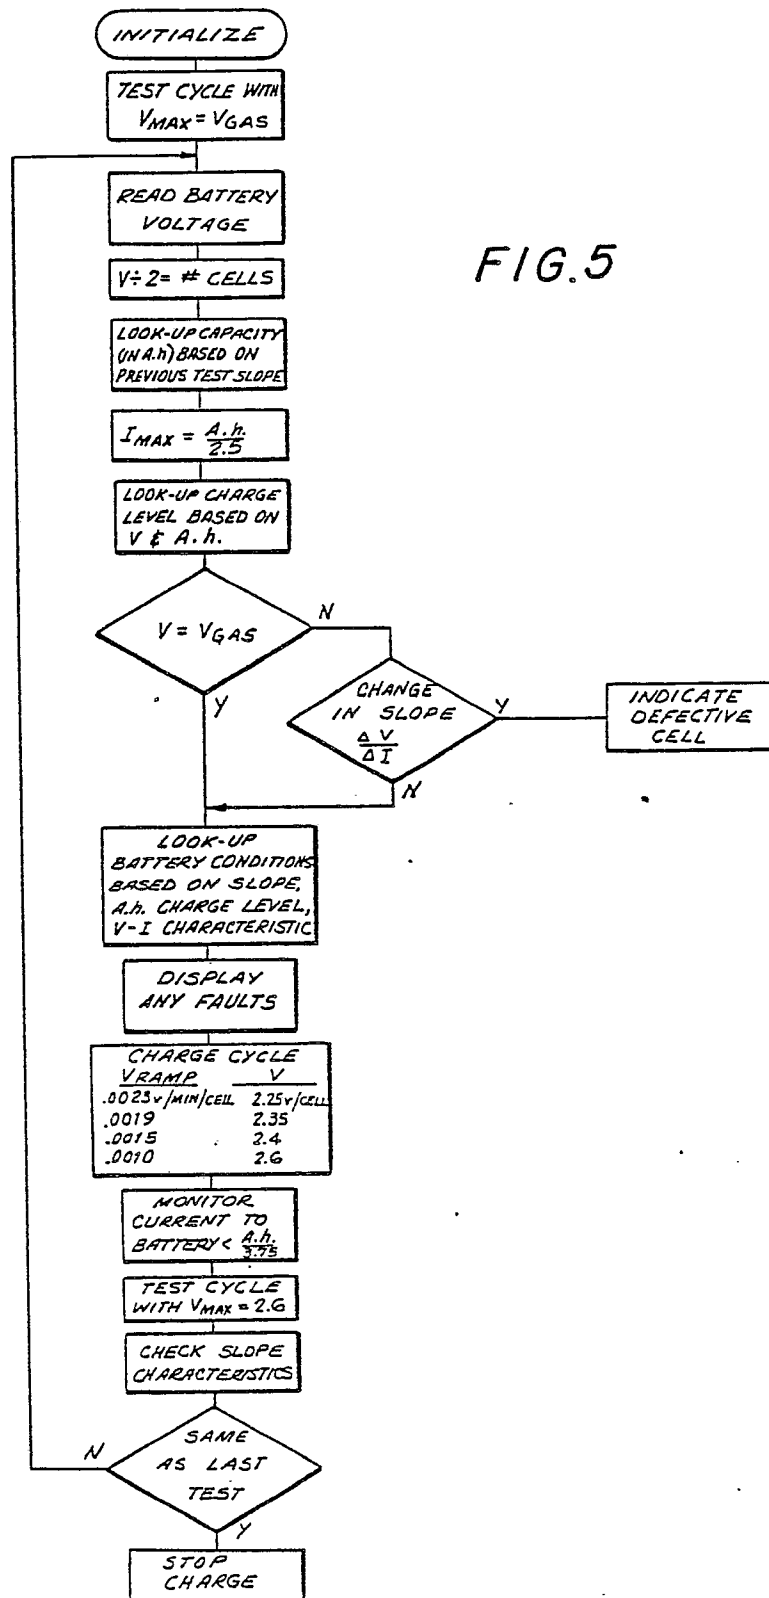 INITIALIZE
TEST CYCLE WITH
VMAX = VGAS
READ BATTERY
VOLTAGE
FIG.5
V÷2= # CELLS
LOOK-UP CAPACITY
(IN A.h) BASED ON
PREVIOUS TEST SLOPE
IMAX = A.h.
2.5
LOOK-UP CHARGE
LEVEL BASED ON
V & A.h.
V = VGAS
N
Y
CHANGE
IN SLOPE
ΔV
ΔI
Y
N
INDICATE
DEFECTIVE
CELL
LOOK-UP
BATTERY CONDITIONS
BASED ON SLOPE,
A.h. CHARGE LEVEL,
V-I CHARACTERISTIC
DISPLAY
ANY FAULTS
CHARGE CYCLE
VRAMP V
.0023v/MIN/CELL 2.25v/CELL
.0019 2.35
.0015 2.4
.0010 2.6
MONITOR
CURRENT TO
BATTERY < A.h.
3.75
TEST CYCLE
WITH VMAX = 2.6
CHECK SLOPE
CHARACTERISTICS
SAME
AS LAST
TEST
N
Y
STOP
CHARGE